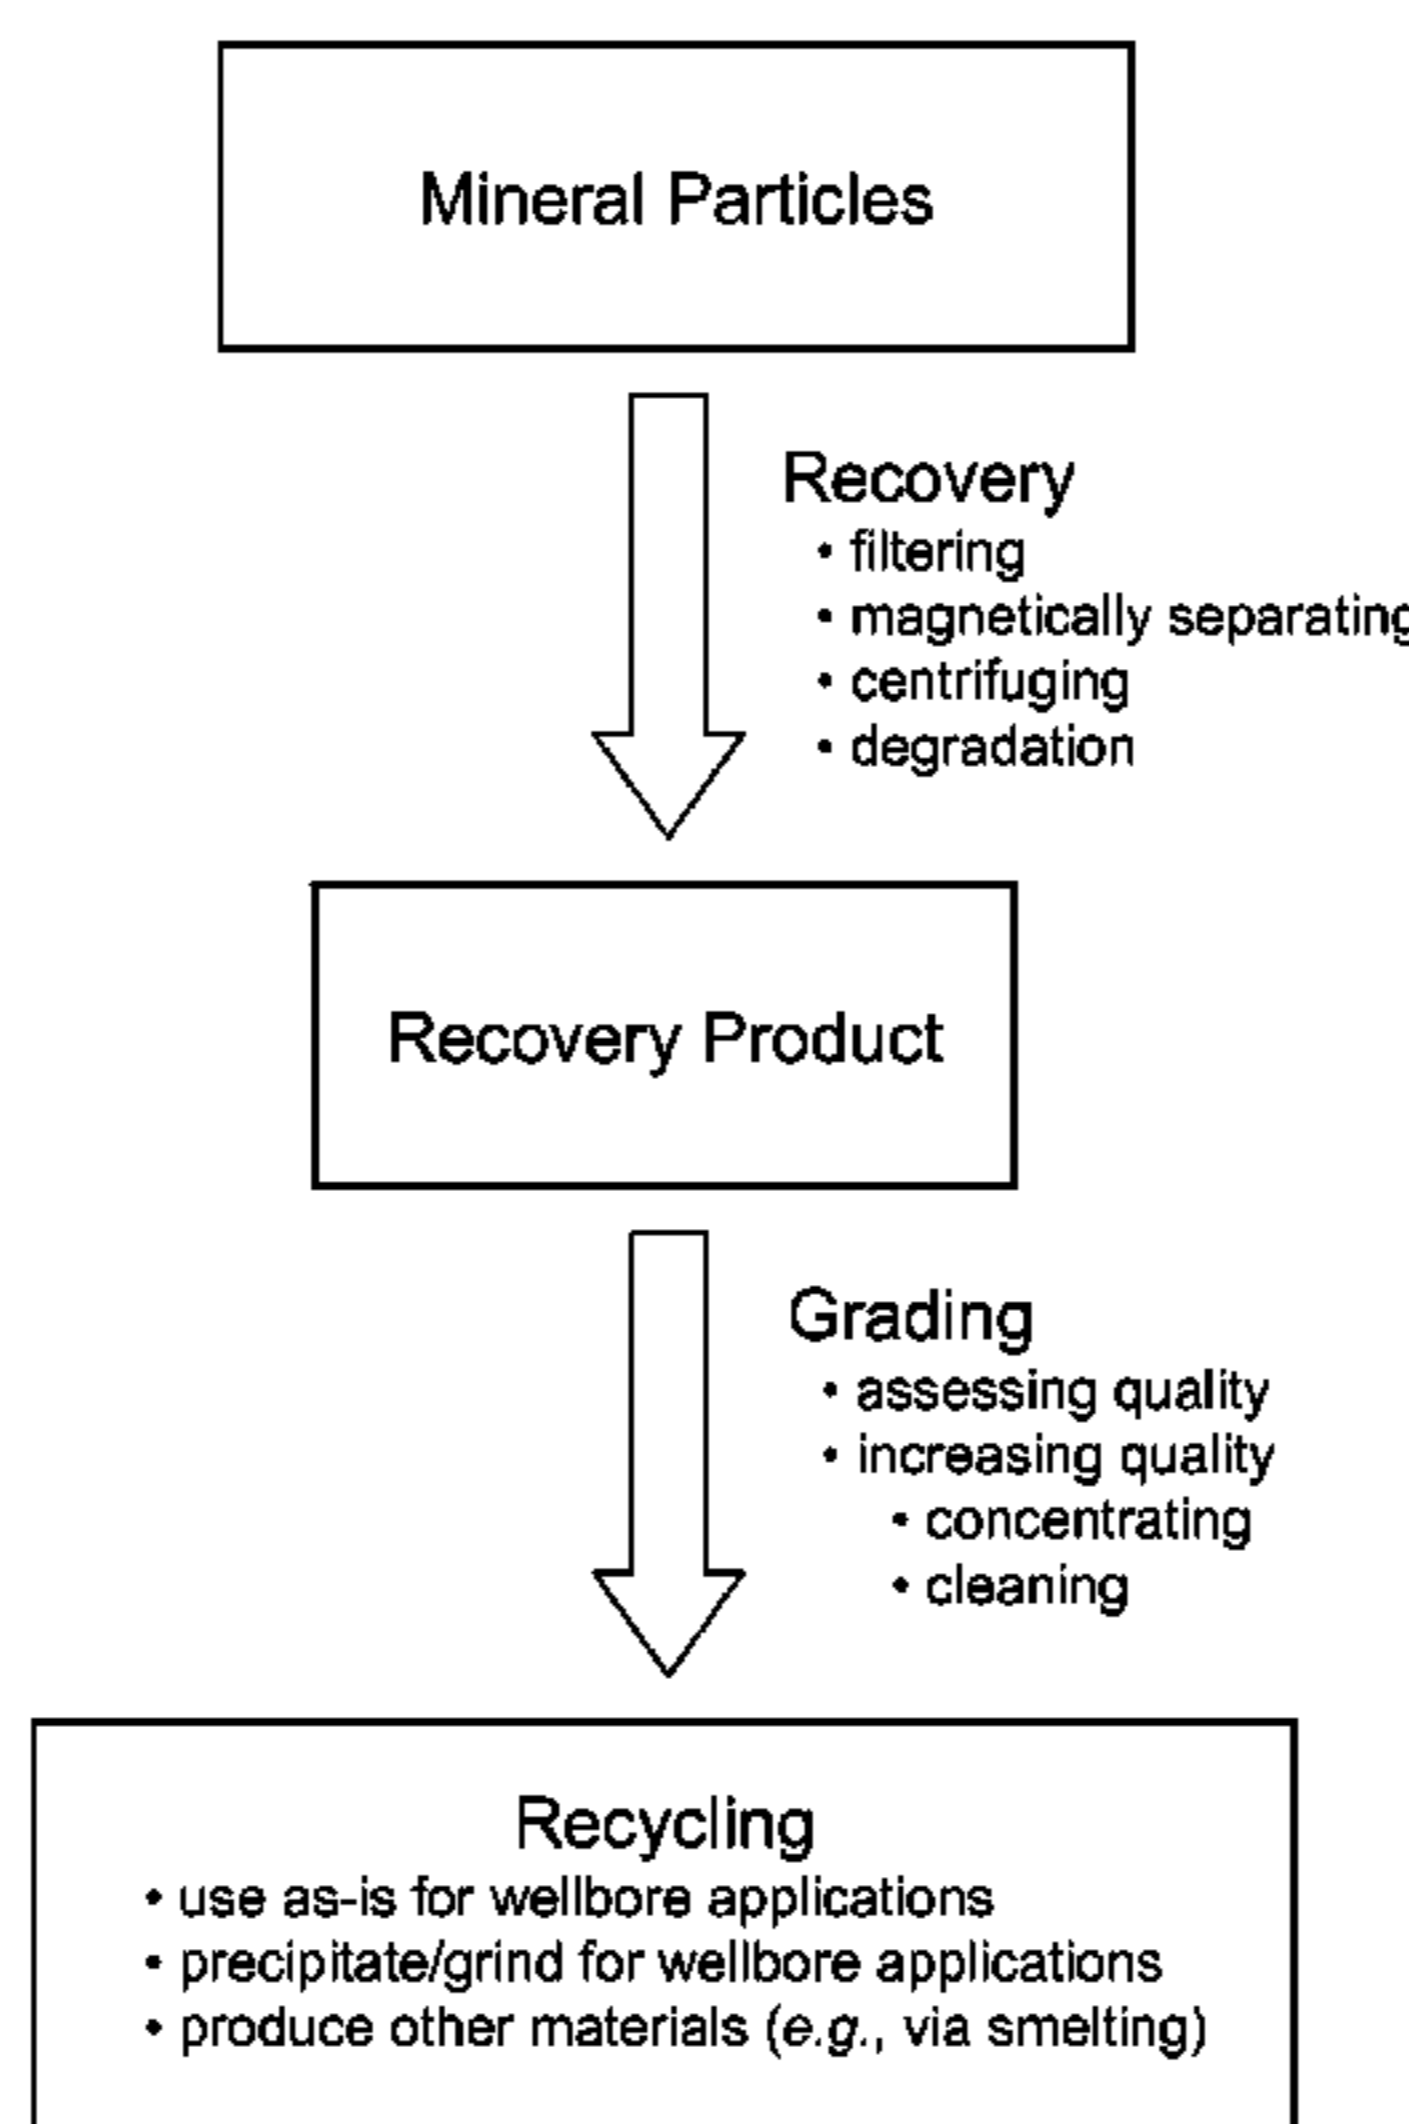 Mineral Particles
Recovery
• filtering
• magnetically separating
• centrifuging
• degradation
Recovery Product
Grading
• assessing quality
• increasing quality
• concentrating
• cleaning
Recycling
• use as-is for wellbore applications
• precipitate/grind for wellbore applications
• produce other materials (e.g., via smelting)